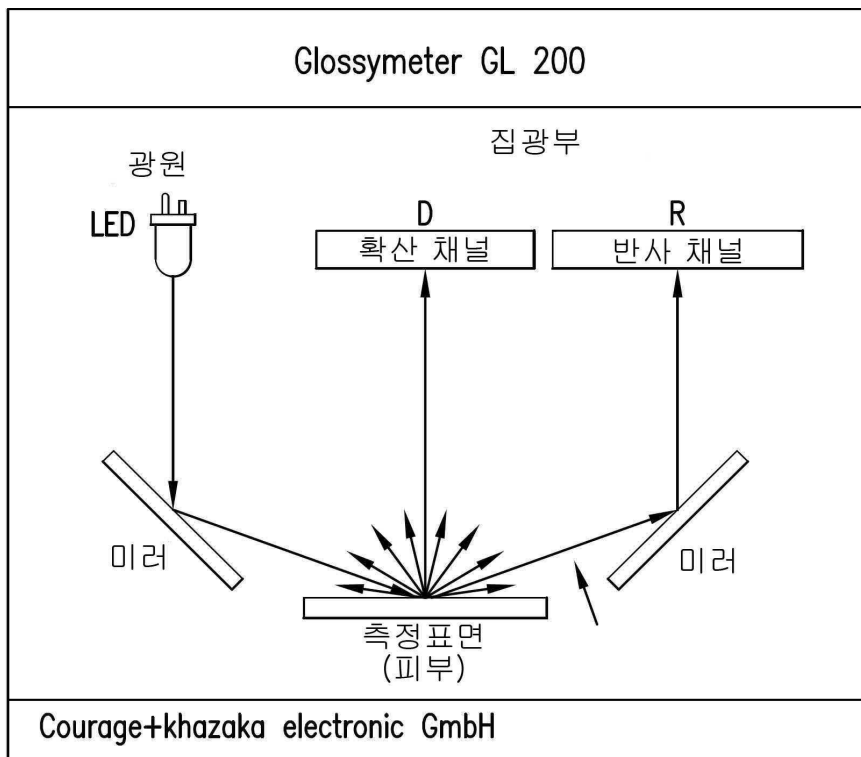 Glossymeter GL 200
집광부
광원
LED
D
R
확산 채널
반사 채널
미러
미러
측정표면
(피부)
Courage+khazaka electronic GmbH